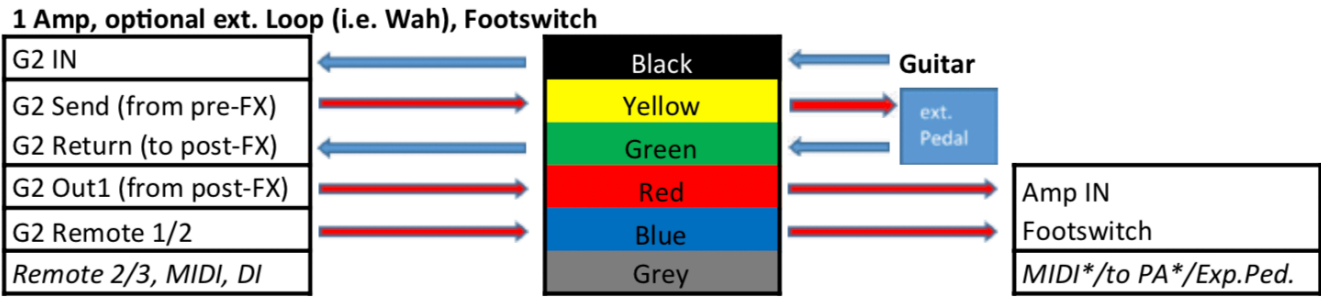 1 Amp, optional ext. Loop (i.e. Wah), Footswitch
G2 IN Black Guitar
G2 Send (from pre-FX) Yellow ext.
G2 Return (to post-FX) Green Pedal
G2 Out1 (from post-FX) Red Amp IN
G2 Remote 1/2 Blue Footswitch
Remote 2/3, MIDI, DI Grey MIDI*/to PA*/Exp.Ped.